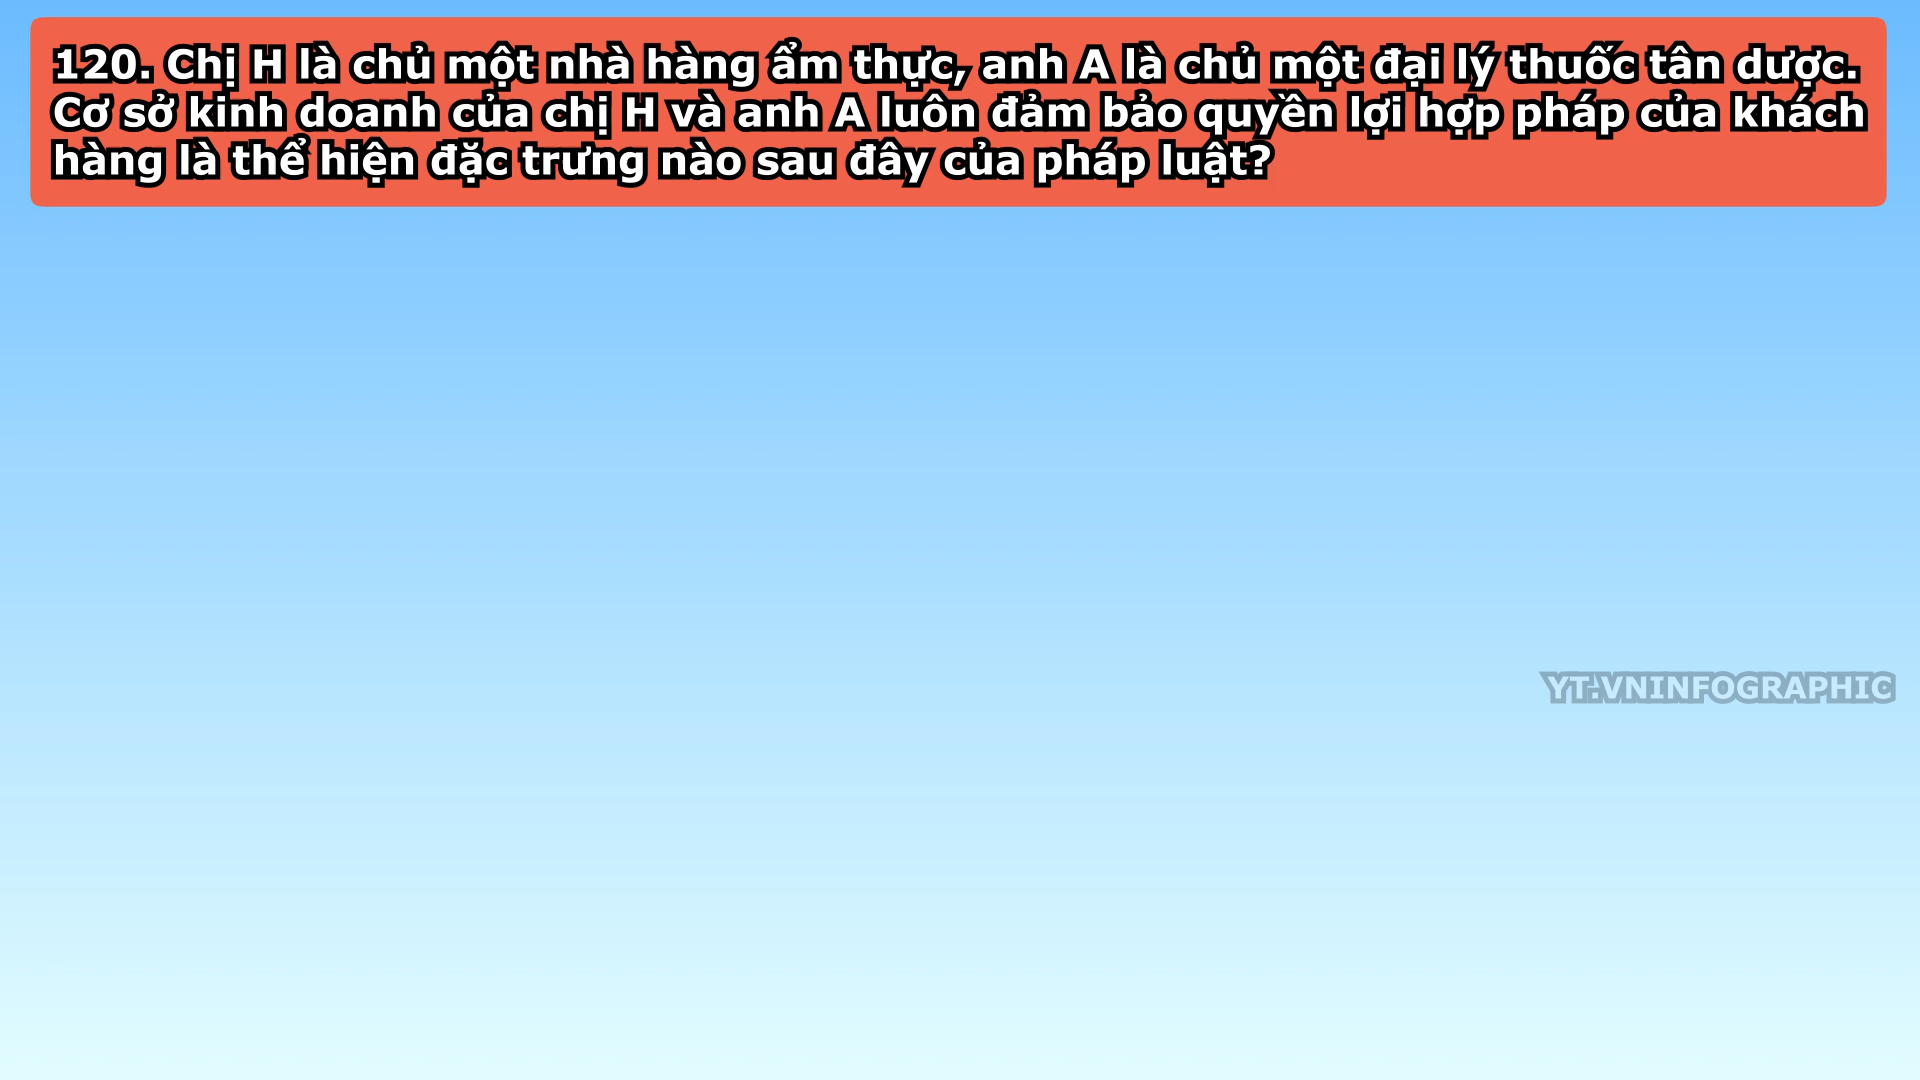 120. Chị H là chủ một nhà hàng ẩm thực, anh A là chủ một đại lý thuốc tân dược.
Cơ sở kinh doanh của chị H và anh A luôn đảm bảo quyền lợi hợp pháp của khách
hàng là thể hiện đặc trưng nào sau đây của pháp luật?
YT.VNINFOGRAPHIC